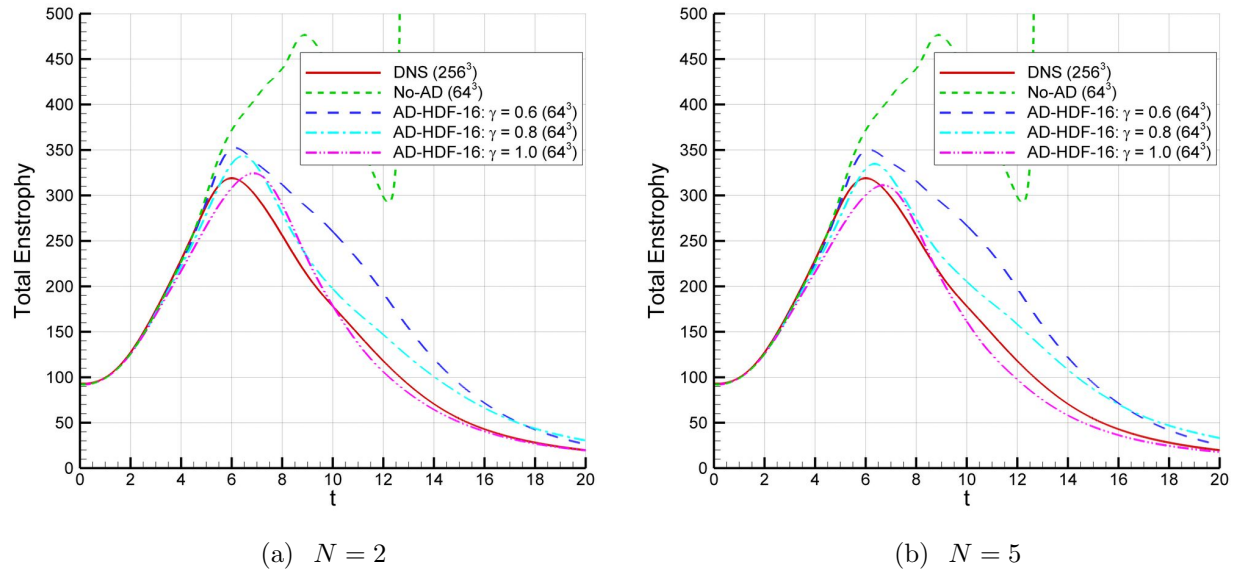 500
450
400
350
300
250
200
150
100
50
0
Total Enstrophy
0 2 4 6 8 10 12 14 16 18 20
t
DNS (256³)
No-AD (64³)
AD-HDF-16: γ = 0.6 (64³)
AD-HDF-16: γ = 0.8 (64³)
AD-HDF-16: γ = 1.0 (64³)
(a) N = 2
500
450
400
350
300
250
200
150
100
50
0
Total Enstrophy
0 2 4 6 8 10 12 14 16 18 20
t
DNS (256³)
No-AD (64³)
AD-HDF-16: γ = 0.6 (64³)
AD-HDF-16: γ = 0.8 (64³)
AD-HDF-16: γ = 1.0 (64³)
(b) N = 5